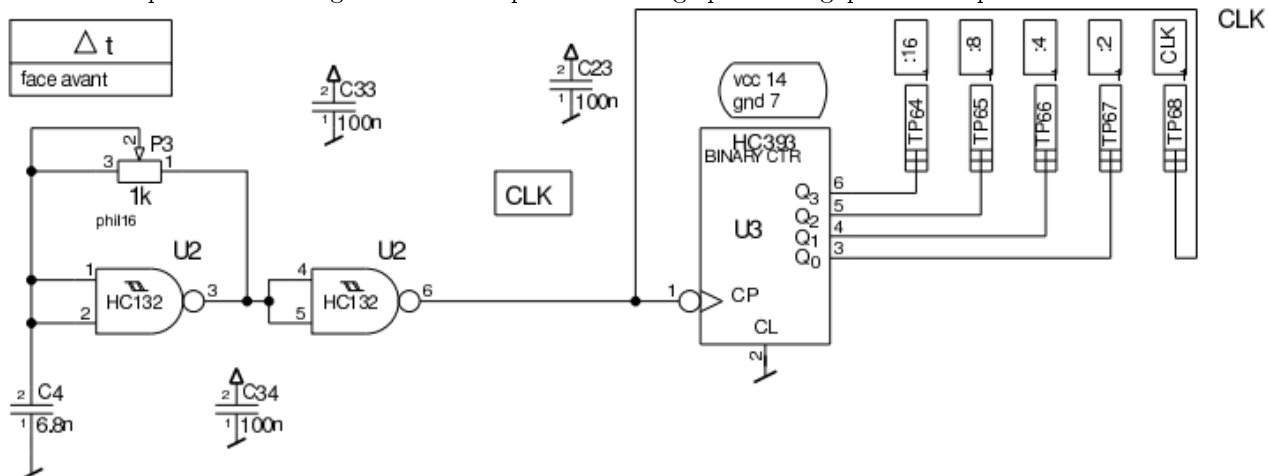 CLK
Δ t
face avant
2 C33
1 100n
2 C23
1 100n
vcc 14
gnd 7
:16
:8
:4
:2
CLK
TP64
TP65
TP66
TP67
TP68
2 P3
3 1
1k
phil16
CLK
HC393
BINARY CTR
U3
Q3 6
Q2 5
Q1 4
Q0 3
1 CP
CL
2
U2
1
2
HC132
3
U2
4
5
HC132
6
2 C4
1 6.8n
2 C34
1 100n